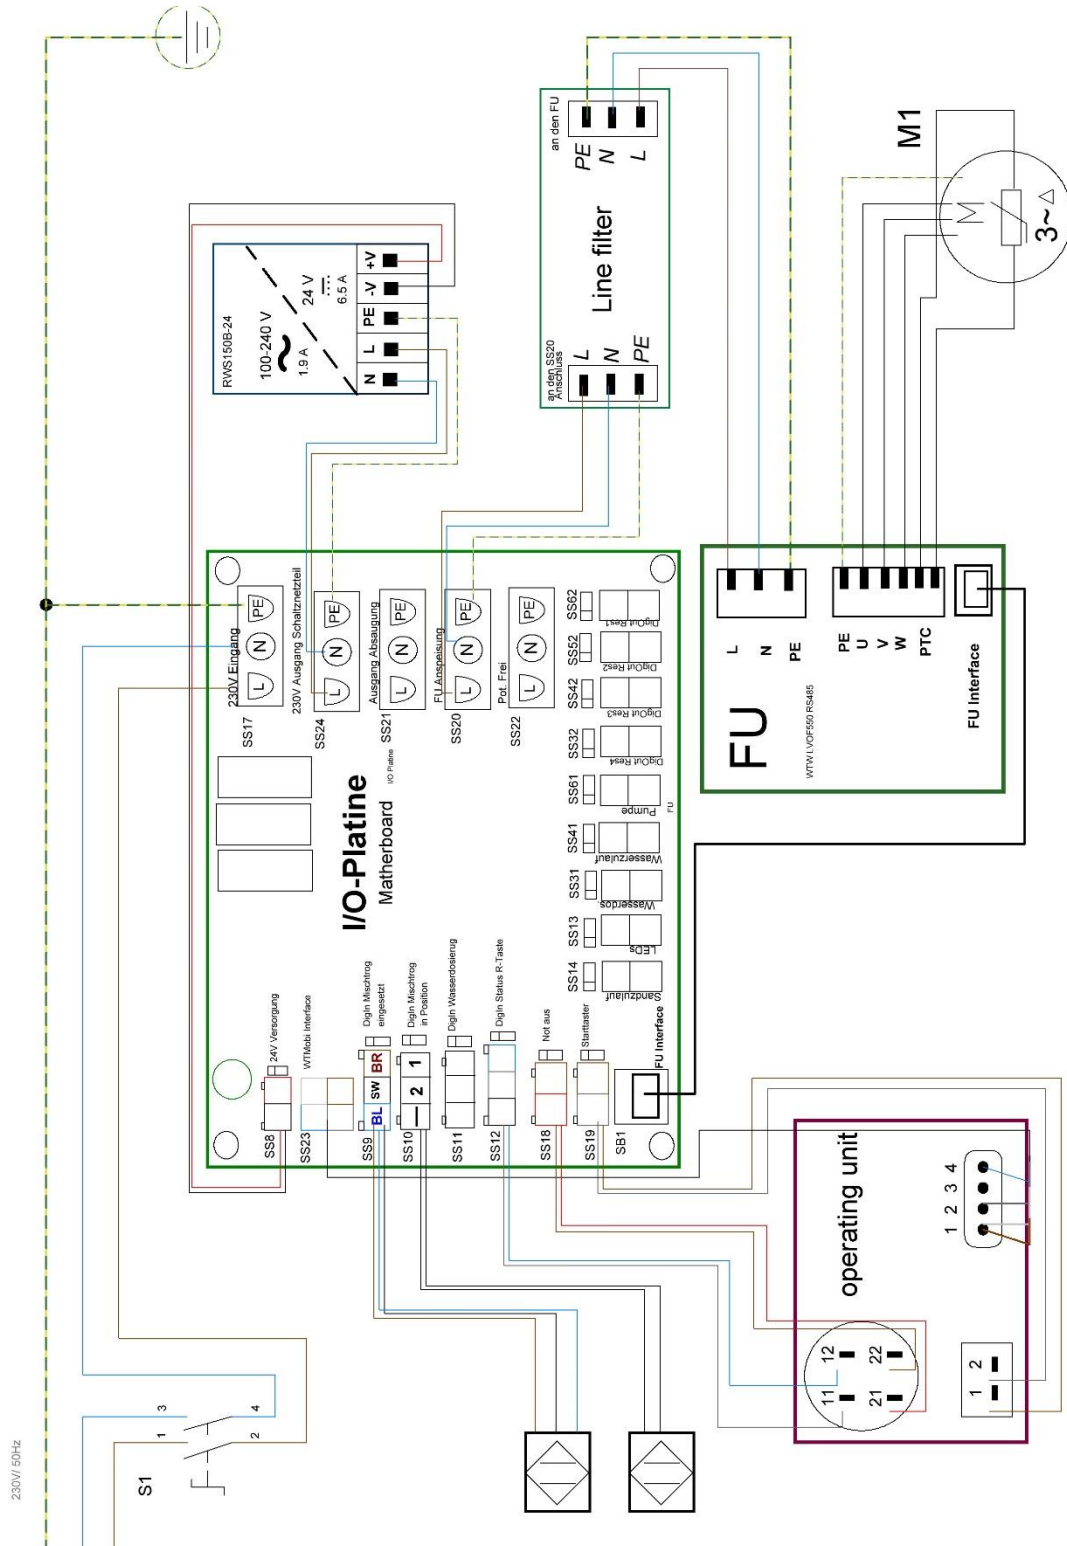 230V/ 50Hz
S1
1
3
2
4
RWS150B-24
100-240 V
1.9 A
24 V
6.5 A
N
L
PE
-V
+V
an den SS20
Anschluss
L
N
PE
Line filter
an den FU
PE
N
L
M1
M
3~
I/O-Platine
Matherboard
I/O Platine
230V Eingang
SS17
L
N
PE
230V Ausgang Schaltnetzteil
SS24
L
N
PE
Ausgang Absaugung
SS21
L
N
PE
FU Anspeisung
SS20
L
N
PE
Pot. Frei
SS22
L
N
PE
SS8
24V Versorgung
SS23
WTMobi Interface
SS9
BL
SW
BR
DigIn Mischtrog
eingesetzt
SS10
2
1
DigIn Mischtrog
in Position
SS11
DigIn Wasserdosierug
SS12
DigIn Status R-Taste
SS18
Not aus
SS19
Starttaster
SB1
FU Interface
SS14
Sandzulauf
SS13
LEDs
SS31
Wasserdos.
SS41
Wasserzulauf
SS61
Pumpe
FU
SS32
DigOut Res4
SS42
DigOut Res3
SS52
DigOut Res2
SS62
DigOut Res1
FU
WTW LVOF550 RS485
L
N
PE
PE
U
V
W
PTC
FU Interface
operating unit
1
2
3
4
11
12
21
22
1
2